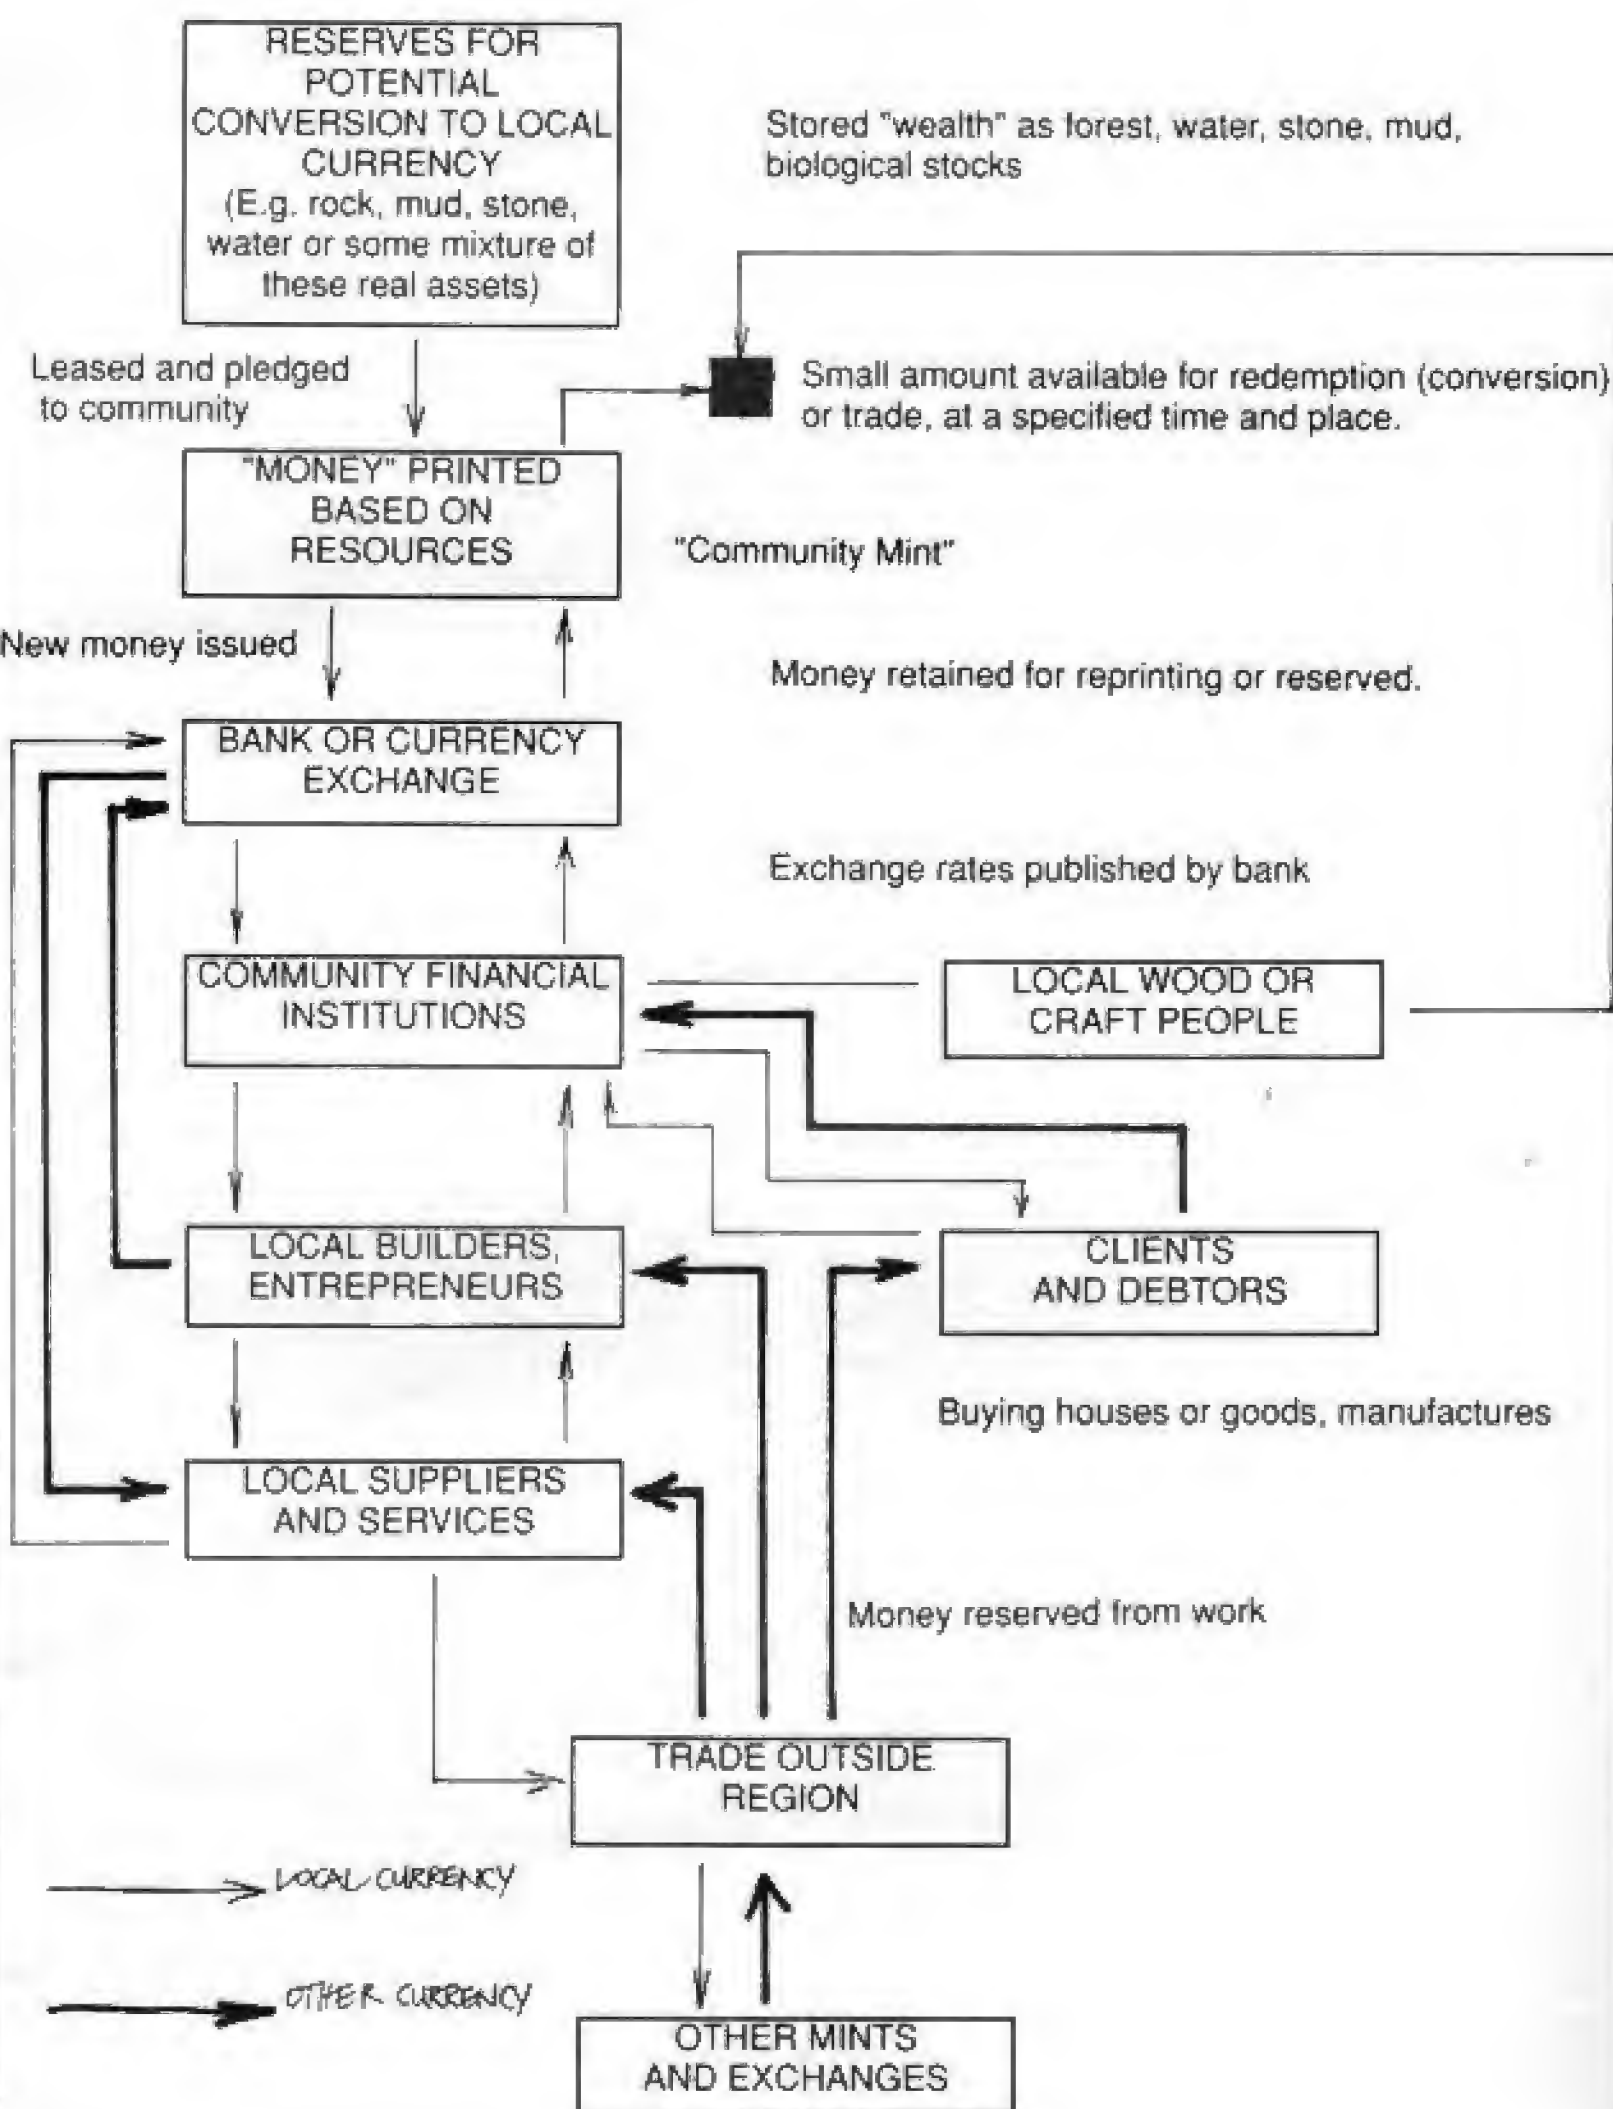 RESERVES FOR
POTENTIAL
CONVERSION TO LOCAL
CURRENCY
(E.g. rock, mud, stone,
water or some mixture of
these real assets)
Stored "wealth" as forest, water, stone, mud,
biological stocks
Leased and pledged
to community
Small amount available for redemption (conversion)
or trade, at a specified time and place.
"MONEY" PRINTED
BASED ON
RESOURCES
"Community Mint"
New money issued
Money retained for reprinting or reserved.
BANK OR CURRENCY
EXCHANGE
Exchange rates published by bank
COMMUNITY FINANCIAL
INSTITUTIONS
LOCAL WOOD OR
CRAFT PEOPLE
LOCAL BUILDERS,
ENTREPRENEURS
CLIENTS
AND DEBTORS
Buying houses or goods, manufactures
LOCAL SUPPLIERS
AND SERVICES
Money reserved from work
TRADE OUTSIDE
REGION
LOCAL CURRENCY
OTHER CURRENCY
OTHER MINTS
AND EXCHANGES